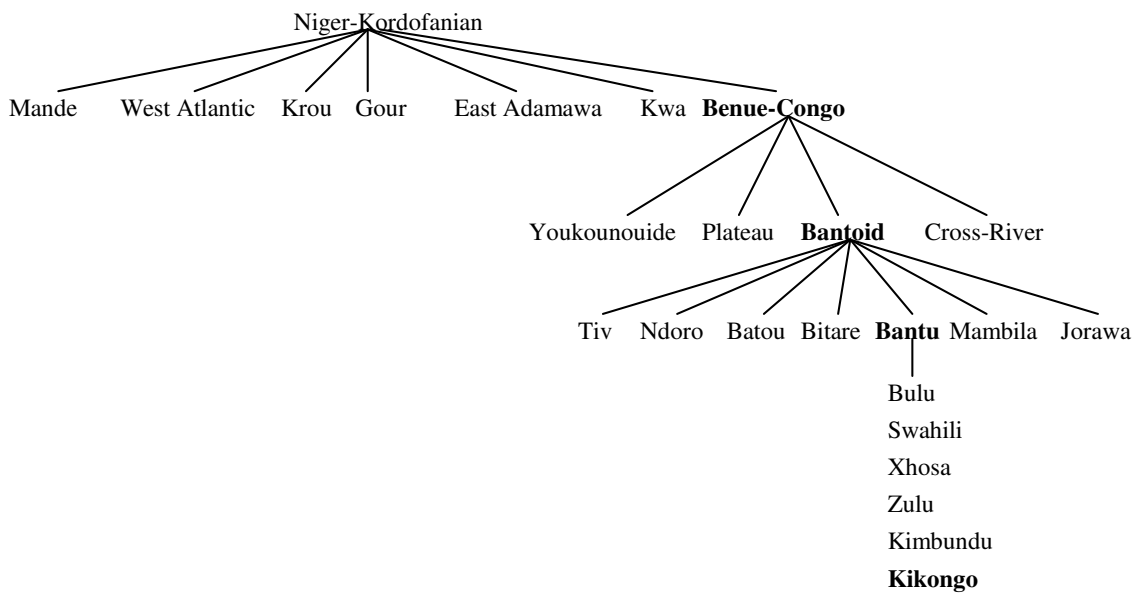 Niger-Kordofanian
Mande West Atlantic Krou Gour East Adamawa Kwa Benue-Congo
Youkounouide Plateau Bantoid Cross-River
Tiv Ndoro Batou Bitare Bantu Mambila Jorawa
Bulu
Swahili
Xhosa
Zulu
Kimbundu
Kikongo